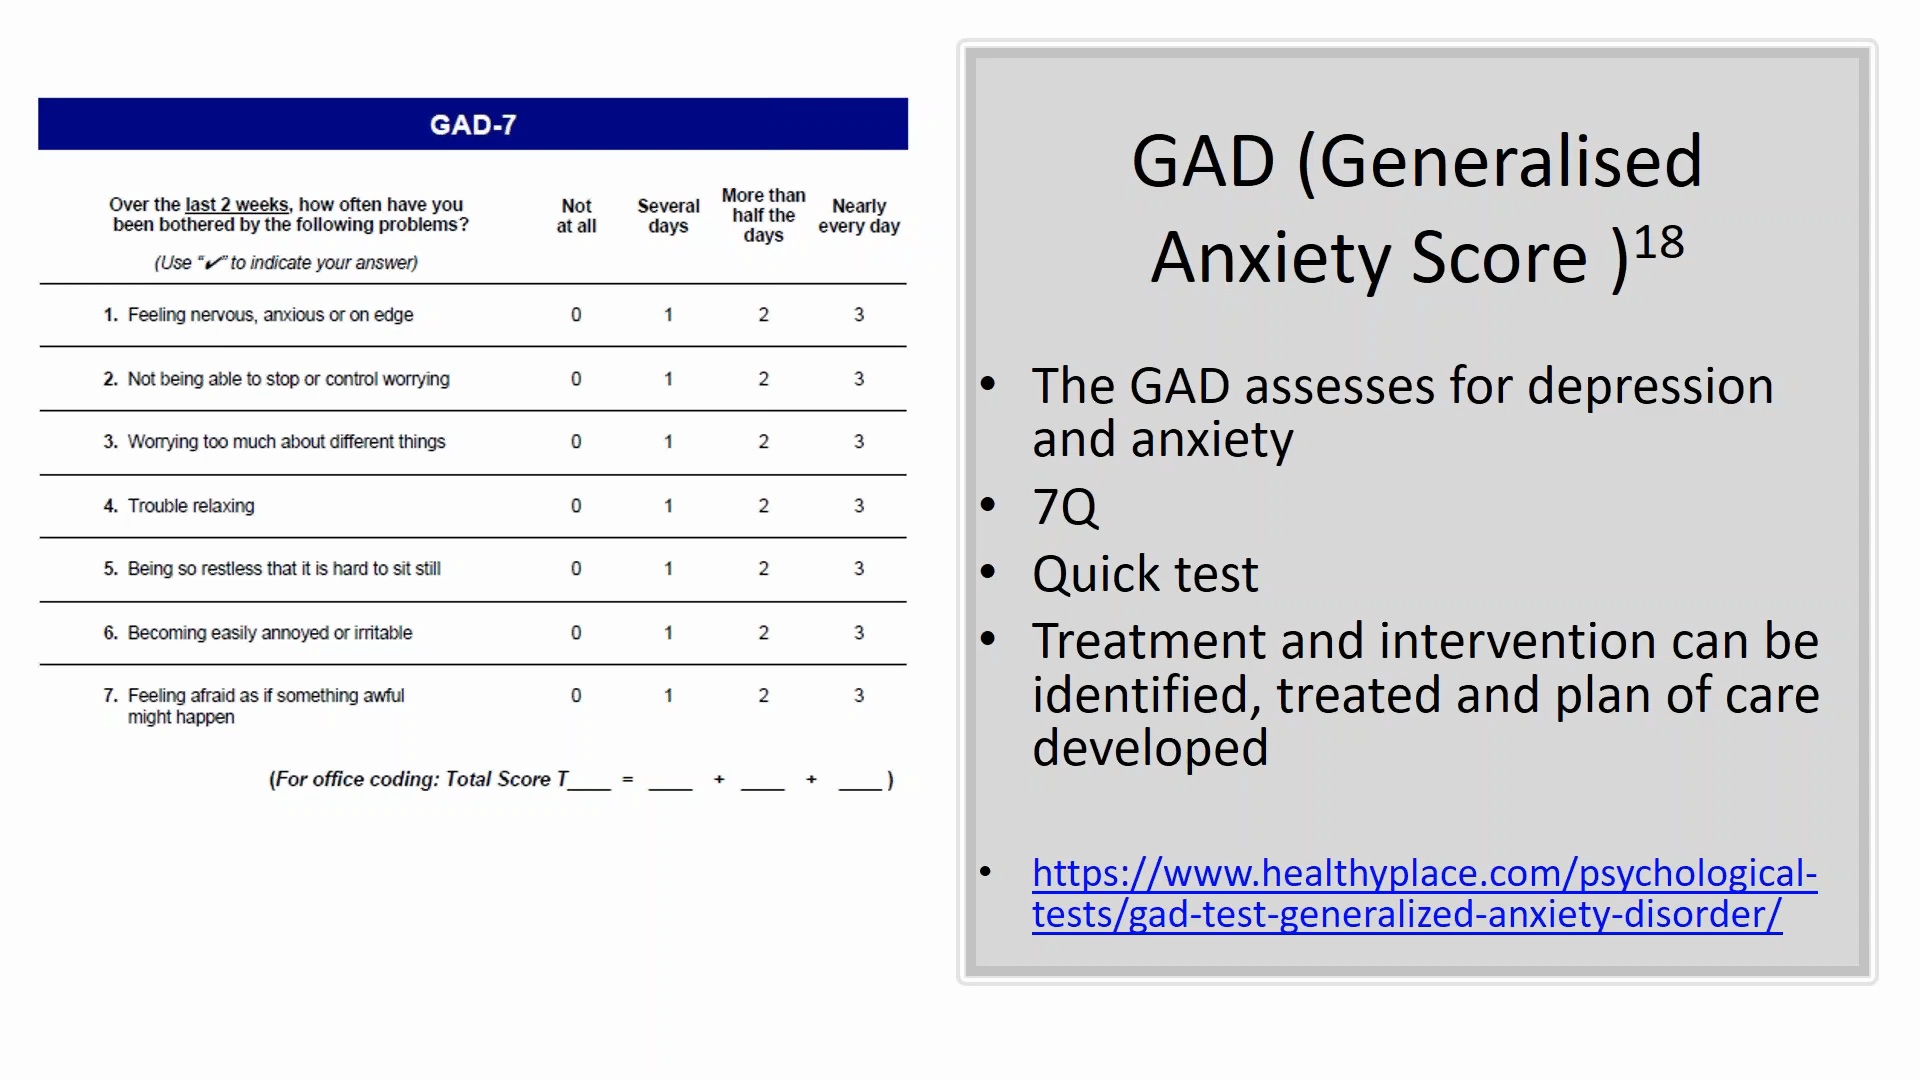 GAD-7
Over the last 2 weeks, how often have you
been bothered by the following problems?
(Use “✔” to indicate your answer)
Not
at all
Several
days
More than
half the
days
Nearly
every day
1. Feeling nervous, anxious or on edge 0 1 2 3
2. Not being able to stop or control worrying 0 1 2 3
3. Worrying too much about different things 0 1 2 3
4. Trouble relaxing 0 1 2 3
5. Being so restless that it is hard to sit still 0 1 2 3
6. Becoming easily annoyed or irritable 0 1 2 3
7. Feeling afraid as if something awful 0 1 2 3
might happen
(For office coding: Total Score T____ = ____ + ____ + ____ )
GAD (Generalised
Anxiety Score )18
• The GAD assesses for depression
and anxiety
• 7Q
• Quick test
• Treatment and intervention can be
identified, treated and plan of care
developed
• https://www.healthyplace.com/psychological-
tests/gad-test-generalized-anxiety-disorder/